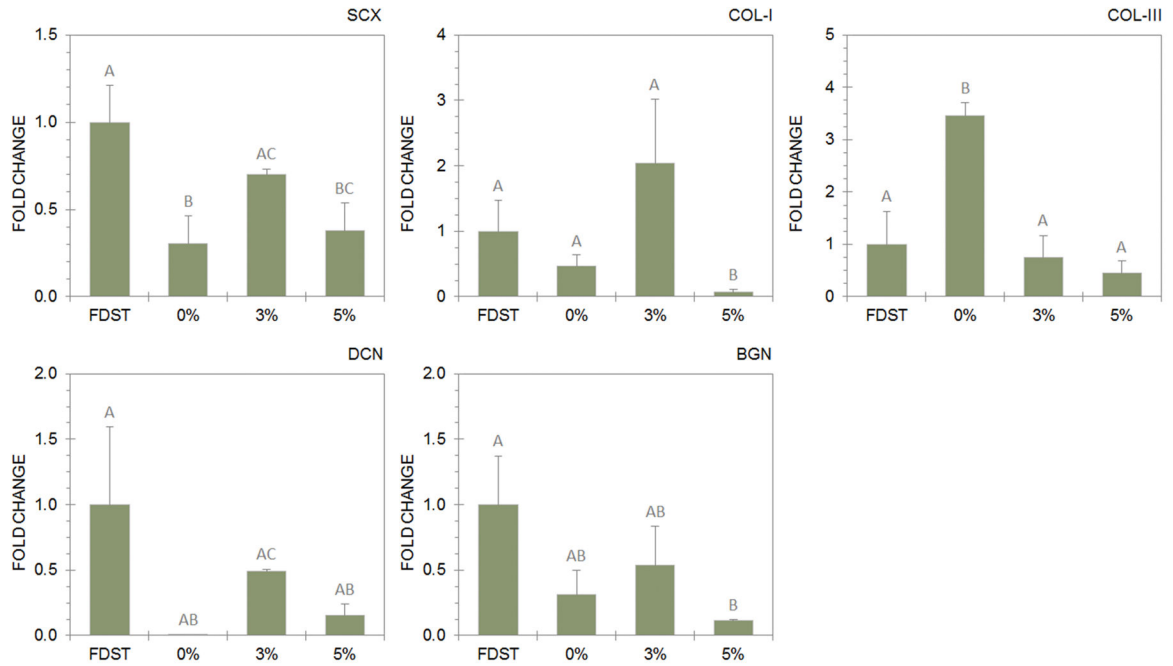 SCX
COL-I
COL-III
FOLD CHANGE
1.5
1.0
0.5
0.0
A
B
AC
BC
FDST
0%
3%
5%
FOLD CHANGE
4
3
2
1
0
A
A
A
B
FDST
0%
3%
5%
FOLD CHANGE
5
4
3
2
1
0
A
B
A
A
FDST
0%
3%
5%
DCN
BGN
FOLD CHANGE
2.0
1.5
1.0
0.5
0.0
A
AB
AC
AB
FDST
0%
3%
5%
FOLD CHANGE
2.0
1.5
1.0
0.5
0.0
A
AB
AB
B
FDST
0%
3%
5%